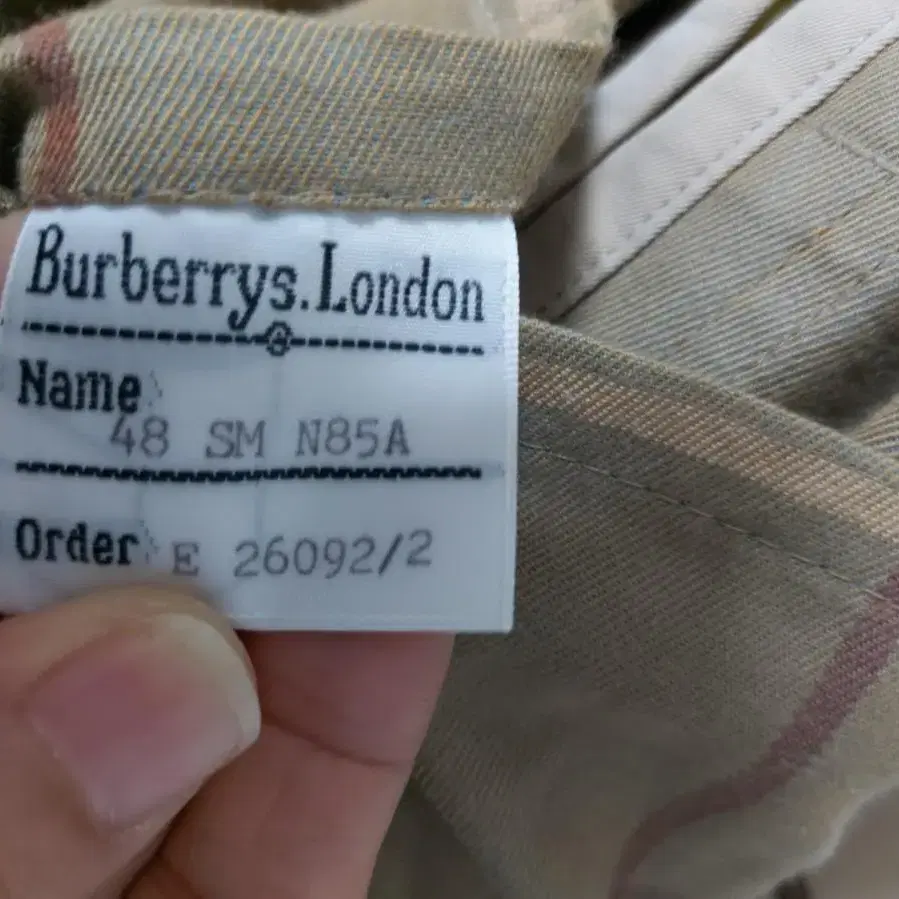 Burberrys.London
Name
48 SM N85A
Order E 26092/2